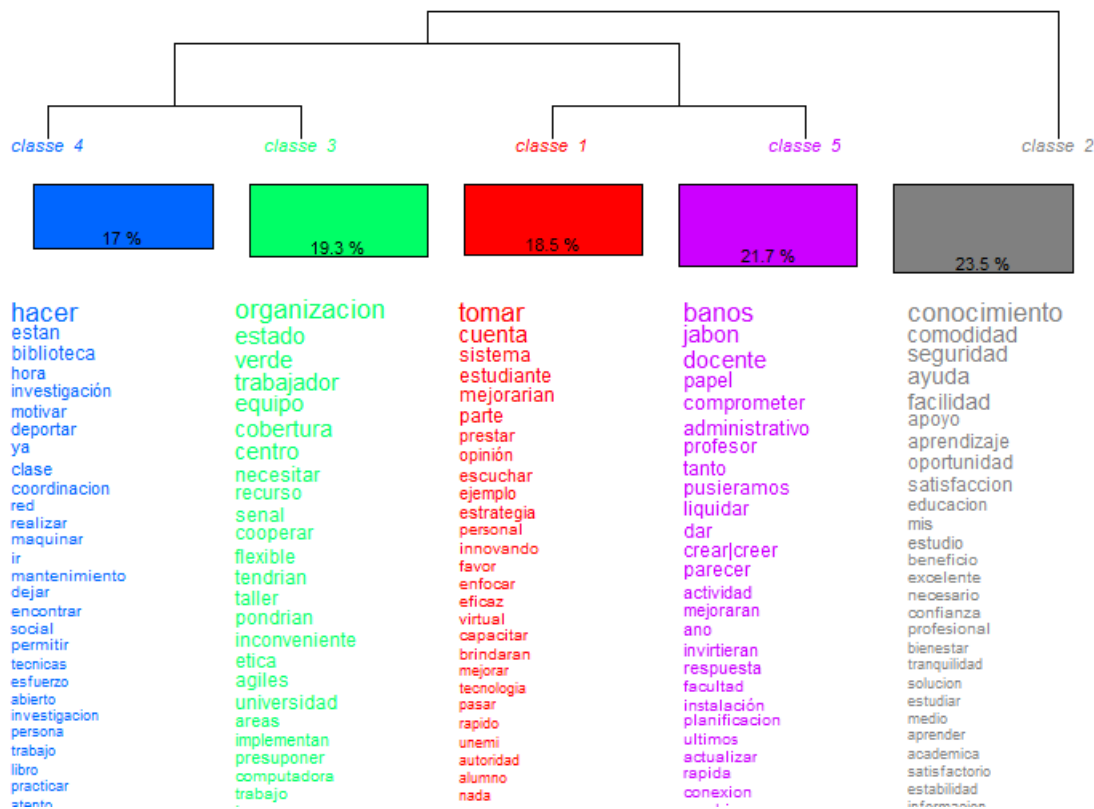 classe 4
classe 3
classe 1
classe 5
classe 2
17 %
19.3 %
18.5 %
21.7 %
23.5 %
hacer
estan
biblioteca
hora
investigación
motivar
deportar
ya
clase
coordinacion
red
realizar
maquinar
ir
mantenimiento
dejar
encontrar
social
permitir
tecnicas
esfuerzo
abierto
investigacion
persona
trabajo
libro
practicar
atento
organizacion
estado
verde
trabajador
equipo
cobertura
centro
necesitar
recurso
senal
cooperar
flexible
tendrian
taller
pondrian
inconveniente
etica
agiles
universidad
areas
implementan
presuponer
computadora
trabajo
tomar
cuenta
sistema
estudiante
mejorarian
parte
prestar
opinión
escuchar
ejemplo
estrategia
personal
innovando
favor
enfocar
eficaz
virtual
capacitar
brindaran
mejorar
tecnologia
pasar
rapido
unemi
autoridad
alumno
nada
banos
jabon
docente
papel
comprometer
administrativo
profesor
tanto
pusieramos
liquidar
dar
crear|creer
parecer
actividad
mejoraran
ano
invirtieran
respuesta
facultad
instalación
planificacion
ultimos
actualizar
rapida
conexion
conocimiento
comodidad
seguridad
ayuda
facilidad
apoyo
aprendizaje
oportunidad
satisfaccion
educacion
mis
estudio
beneficio
excelente
necesario
confianza
profesional
bienestar
tranquilidad
solucion
estudiar
medio
aprender
academica
satisfactorio
estabilidad
informacion